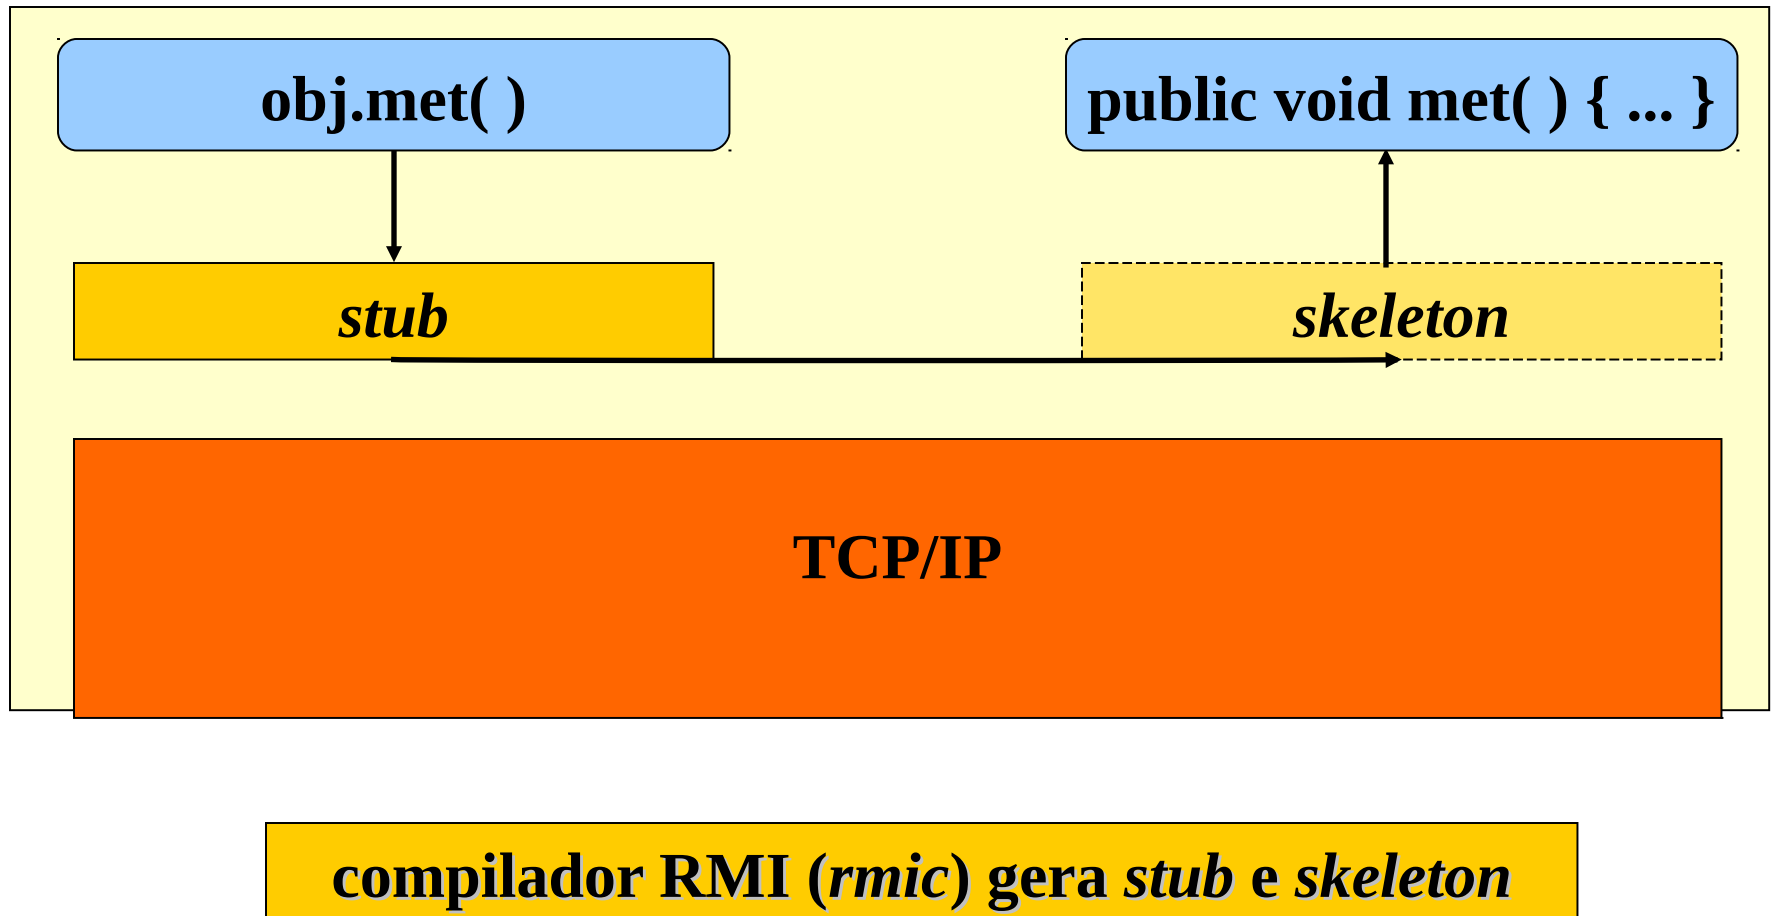 obj.met( )
public void met( ) { ... }
stub
skeleton
TCP/IP
compilador RMI (rmic) gera stub e skeleton